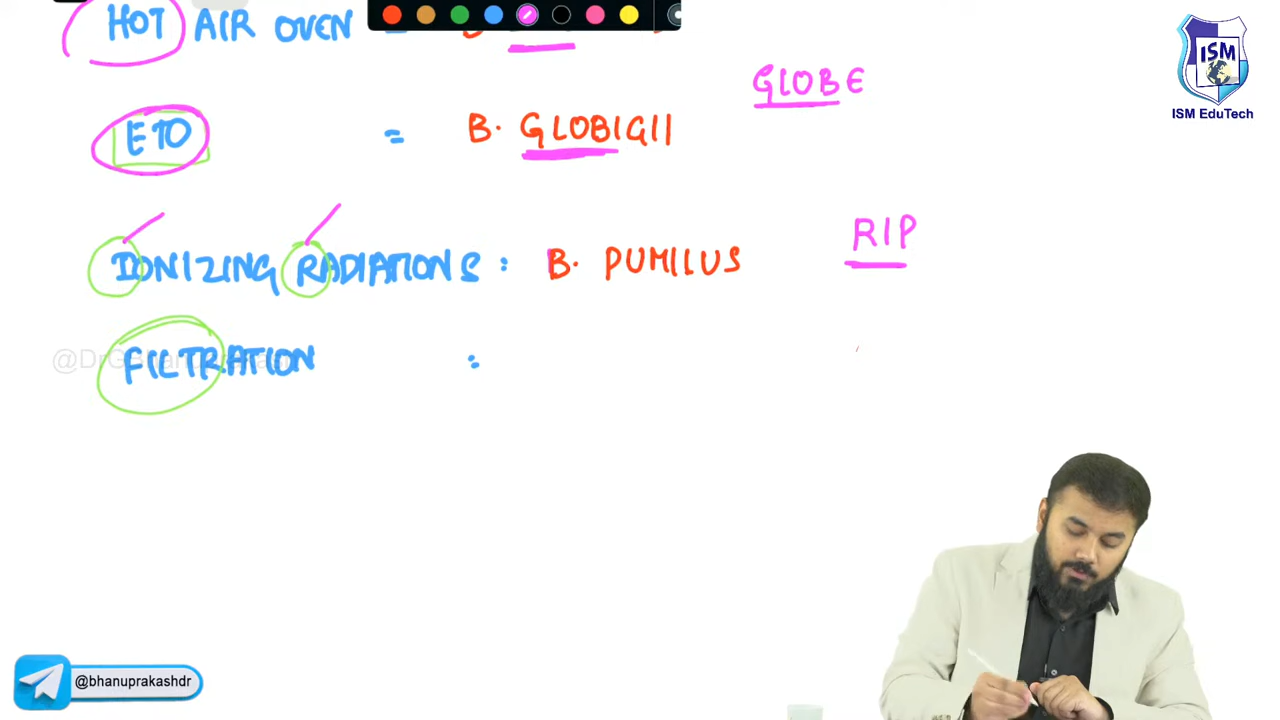 HOT AIR OVEN =
GLOBE
ETO = B. GLOBIGII
RIP
IONIZING RADIATIONS : B. PUMILUS
FILTRATION :
ISM
ISM EduTech
@bhanuprakashdr